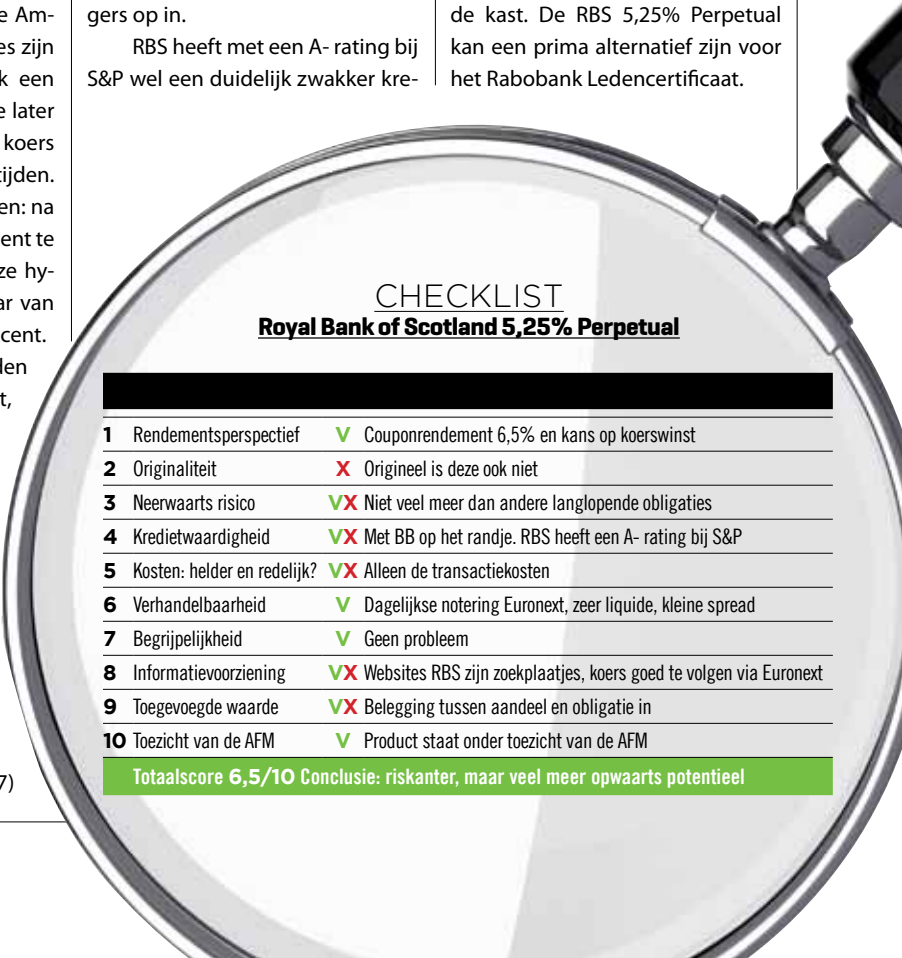 e Am-
es zijn
k een
e later
koers
tijden.
en: na
ent te
ze hy-
ar van
cent.
den
t,
7)
gers op in.
RBS heeft met een A- rating bij
S&P wel een duidelijk zwakker kre-
de kast. De RBS 5,25% Perpetual
kan een prima alternatief zijn voor
het Rabobank Ledencertificaat.
CHECKLIST
Royal Bank of Scotland 5,25% Perpetual
1 Rendementsperspectief V Couponrendement 6,5% en kans op koerswinst
2 Originaliteit X Origineel is deze ook niet
3 Neerwaarts risico VX Niet veel meer dan andere langlopende obligaties
4 Kredietwaardigheid VX Met BB op het randje. RBS heeft een A- rating bij S&P
5 Kosten: helder en redelijk? VX Alleen de transactiekosten
6 Verhandelbaarheid V Dagelijkse notering Euronext, zeer liquide, kleine spread
7 Begrijpelijkheid V Geen probleem
8 Informatievoorziening VX Websites RBS zijn zoekplaatjes, koers goed te volgen via Euronext
9 Toegevoegde waarde VX Belegging tussen aandeel en obligatie in
10 Toezicht van de AFM V Product staat onder toezicht van de AFM
Totaalscore 6,5/10 Conclusie: riskanter, maar veel meer opwaarts potentieel